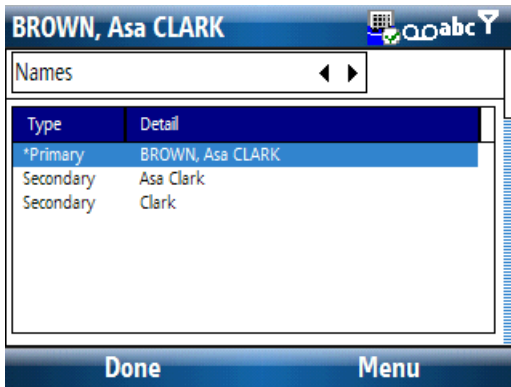 BROWN, Asa CLARK abc
Names
Type Detail
*Primary BROWN, Asa CLARK
Secondary Asa Clark
Secondary Clark
Done Menu